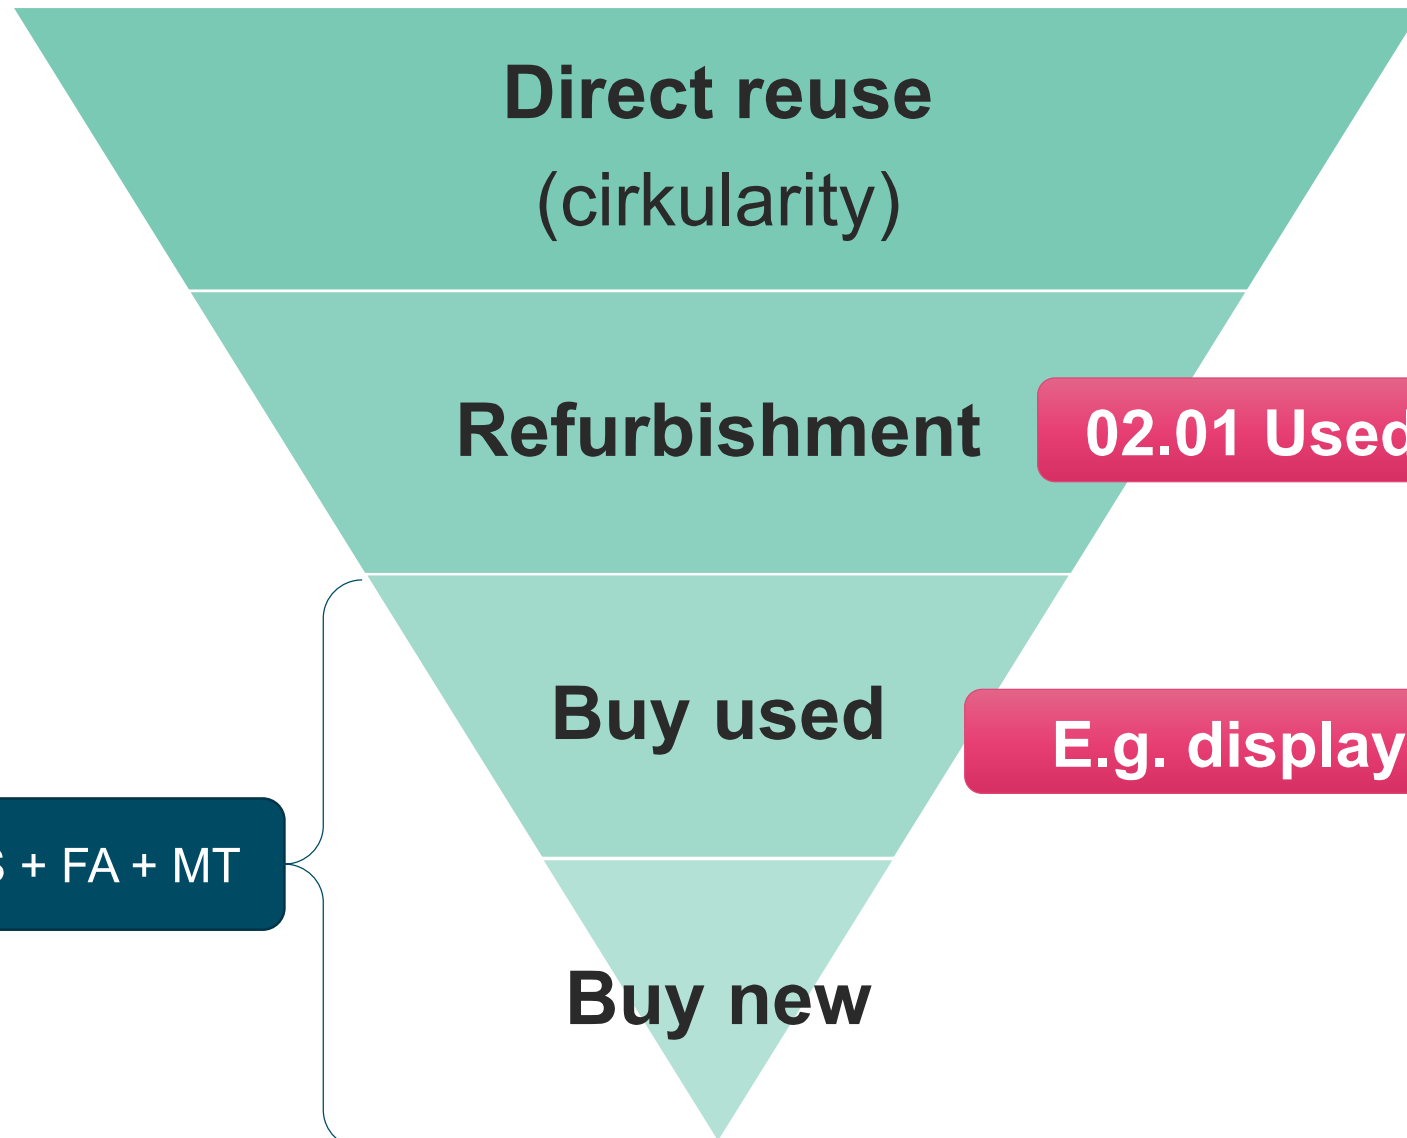 Direct reuse
(cirkularity)
Refurbishment
02.01 Used
Buy used
E.g. display
+ FA + MT
Buy new